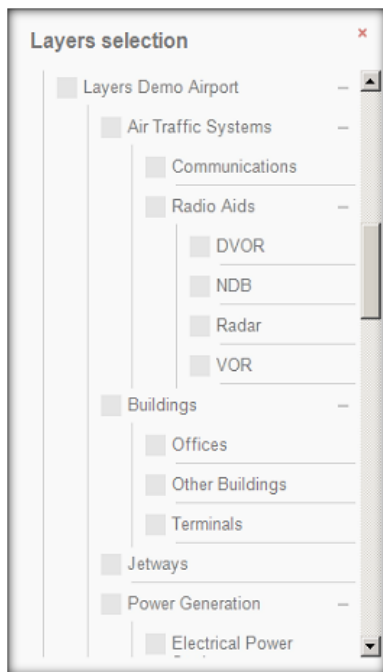 Layers selection
×
Layers Demo Airport
Air Traffic Systems
Communications
Radio Aids
DVOR
NDB
Radar
VOR
Buildings
Offices
Other Buildings
Terminals
Jetways
Power Generation
Electrical Power